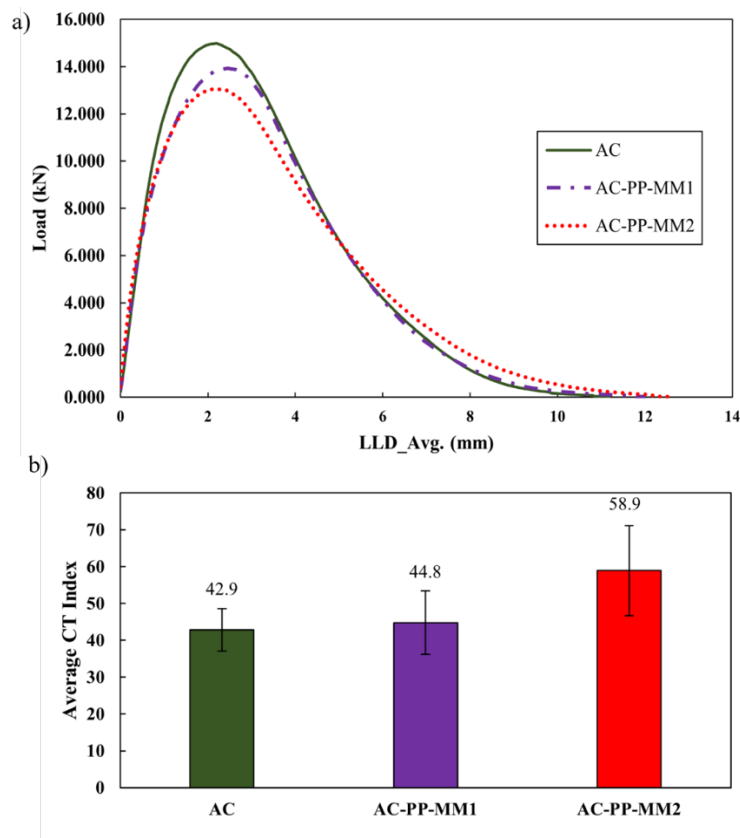 a)
16.000
14.000
12.000
10.000
8.000
6.000
4.000
2.000
0.000
Load (kN)
AC
AC-PP-MM1
AC-PP-MM2
0 2 4 6 8 10 12 14
LLD_Avg. (mm)
b)
80
70
60
50
40
30
20
10
0
Average CT Index
42.9
44.8
58.9
AC AC-PP-MM1 AC-PP-MM2